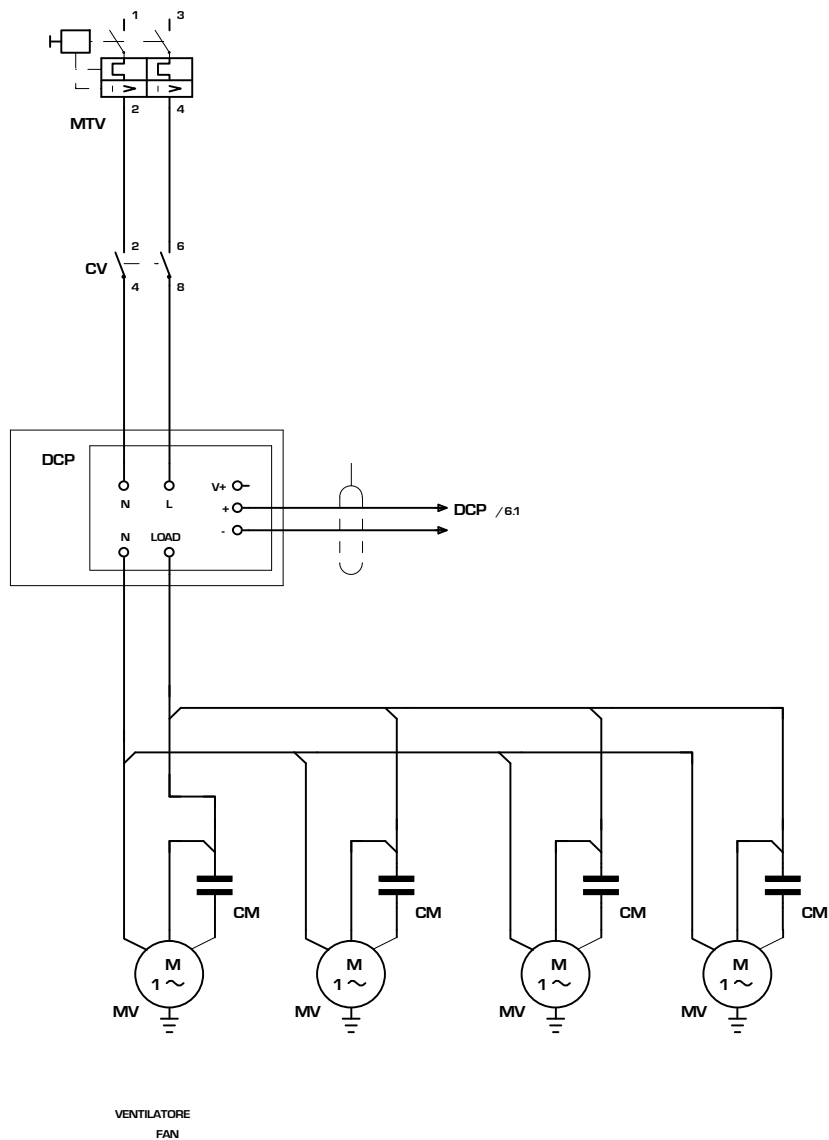 1 3
I> I>
2 4
MTV
2 6
CV
4 8
DCP
N L V+
+ DCP / 6.1
N LOAD -
CM CM CM CM
M M M M
1 ~ 1 ~ 1 ~ 1 ~
MV MV MV MV
VENTILATORE
FAN